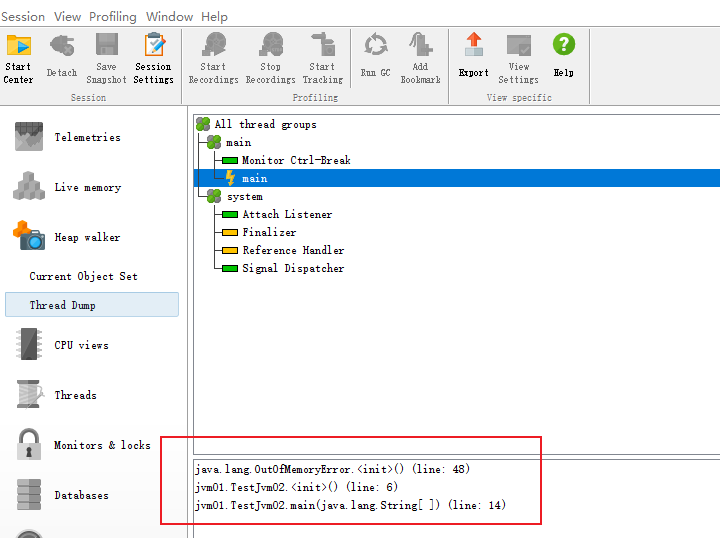 Session View Profiling Window Help
Start Center
Detach
Save Snapshot
Session Settings
Start Recordings
Stop Recordings
Start Tracking
Run GC
Add Bookmark
Export
View Settings
Help
Session
Profiling
View specific
Telemetries
Live memory
Heap walker
Current Object Set
Thread Dump
CPU views
Threads
Monitors & locks
Databases
All thread groups
main
Monitor Ctrl-Break
main
system
Attach Listener
Finalizer
Reference Handler
Signal Dispatcher
java.lang.OutOfMemoryError.<init>() (line: 48)
jvm01.TestJvm02.<init>() (line: 6)
jvm01.TestJvm02.main(java.lang.String[ ]) (line: 14)